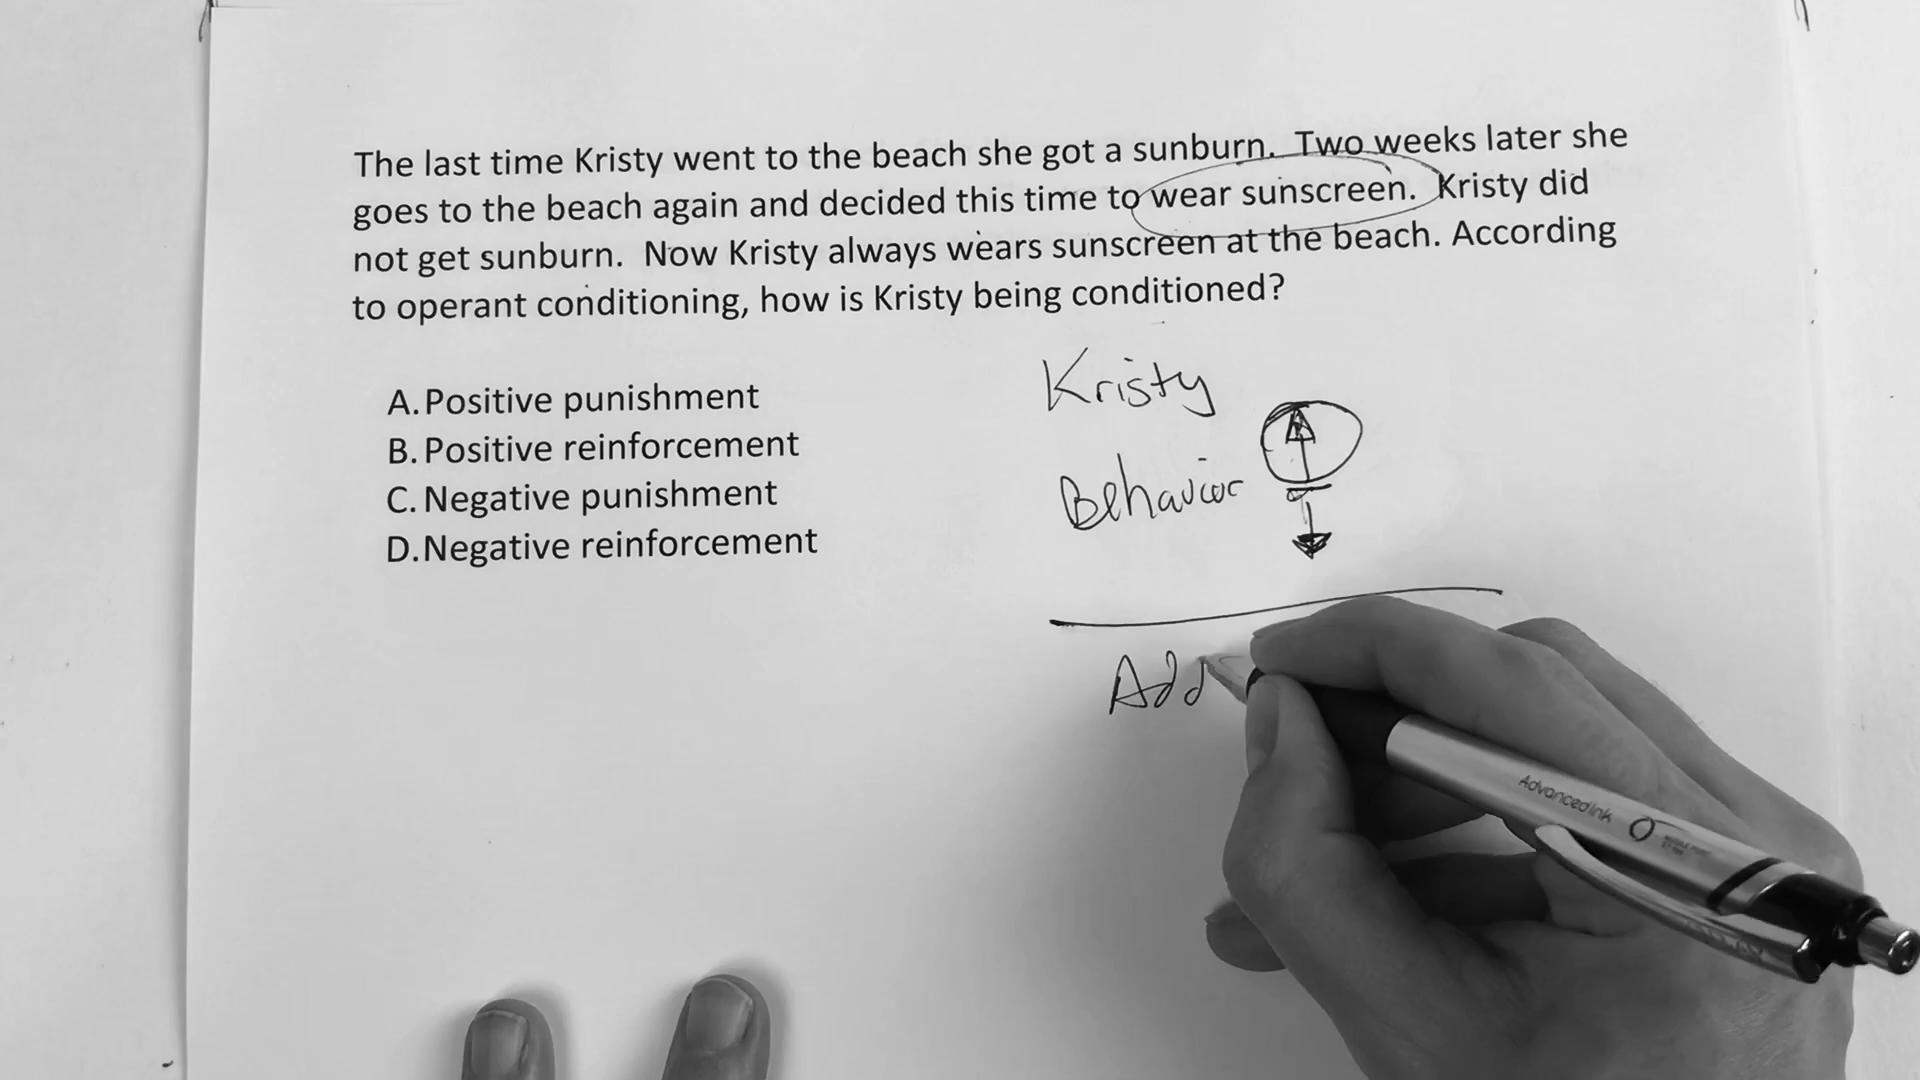 The last time Kristy went to the beach she got a sunburn. Two weeks later she
goes to the beach again and decided this time to wear sunscreen. Kristy did
not get sunburn. Now Kristy always wears sunscreen at the beach. According
to operant conditioning, how is Kristy being conditioned?
A. Positive punishment
B. Positive reinforcement
C. Negative punishment
D. Negative reinforcement
Kristy
Behavior
Add
AdvancedInk